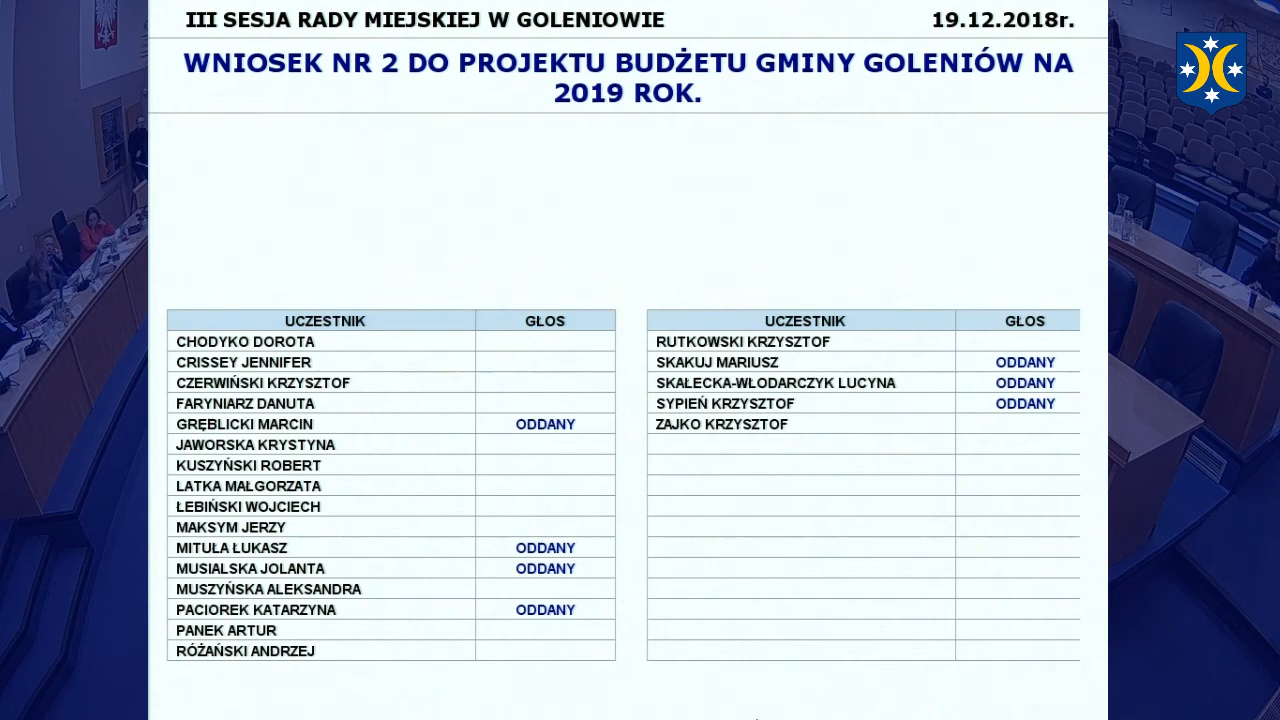 III SESJA RADY MIEJSKIEJ W GOLENIOWIE 19.12.2018r.
WNIOSEK NR 2 DO PROJEKTU BUDŻETU GMINY GOLENIÓW NA
2019 ROK.
UCZESTNIK GŁOS
CHODYKO DOROTA
CRISSEY JENNIFER
CZERWIŃSKI KRZYSZTOF
FARYNIARZ DANUTA
GRĘBLICKI MARCIN ODDANY
JAWORSKA KRYSTYNA
KUSZYŃSKI ROBERT
LATKA MAŁGORZATA
ŁEBIŃSKI WOJCIECH
MAKSYM JERZY
MITUŁA ŁUKASZ ODDANY
MUSIALSKA JOLANTA ODDANY
MUSZYŃSKA ALEKSANDRA
PACIOREK KATARZYNA ODDANY
PANEK ARTUR
RÓŻAŃSKI ANDRZEJ
UCZESTNIK GŁOS
RUTKOWSKI KRZYSZTOF
SKAKUJ MARIUSZ ODDANY
SKAŁECKA-WŁODARCZYK LUCYNA ODDANY
SYPIEŃ KRZYSZTOF ODDANY
ZAJKO KRZYSZTOF